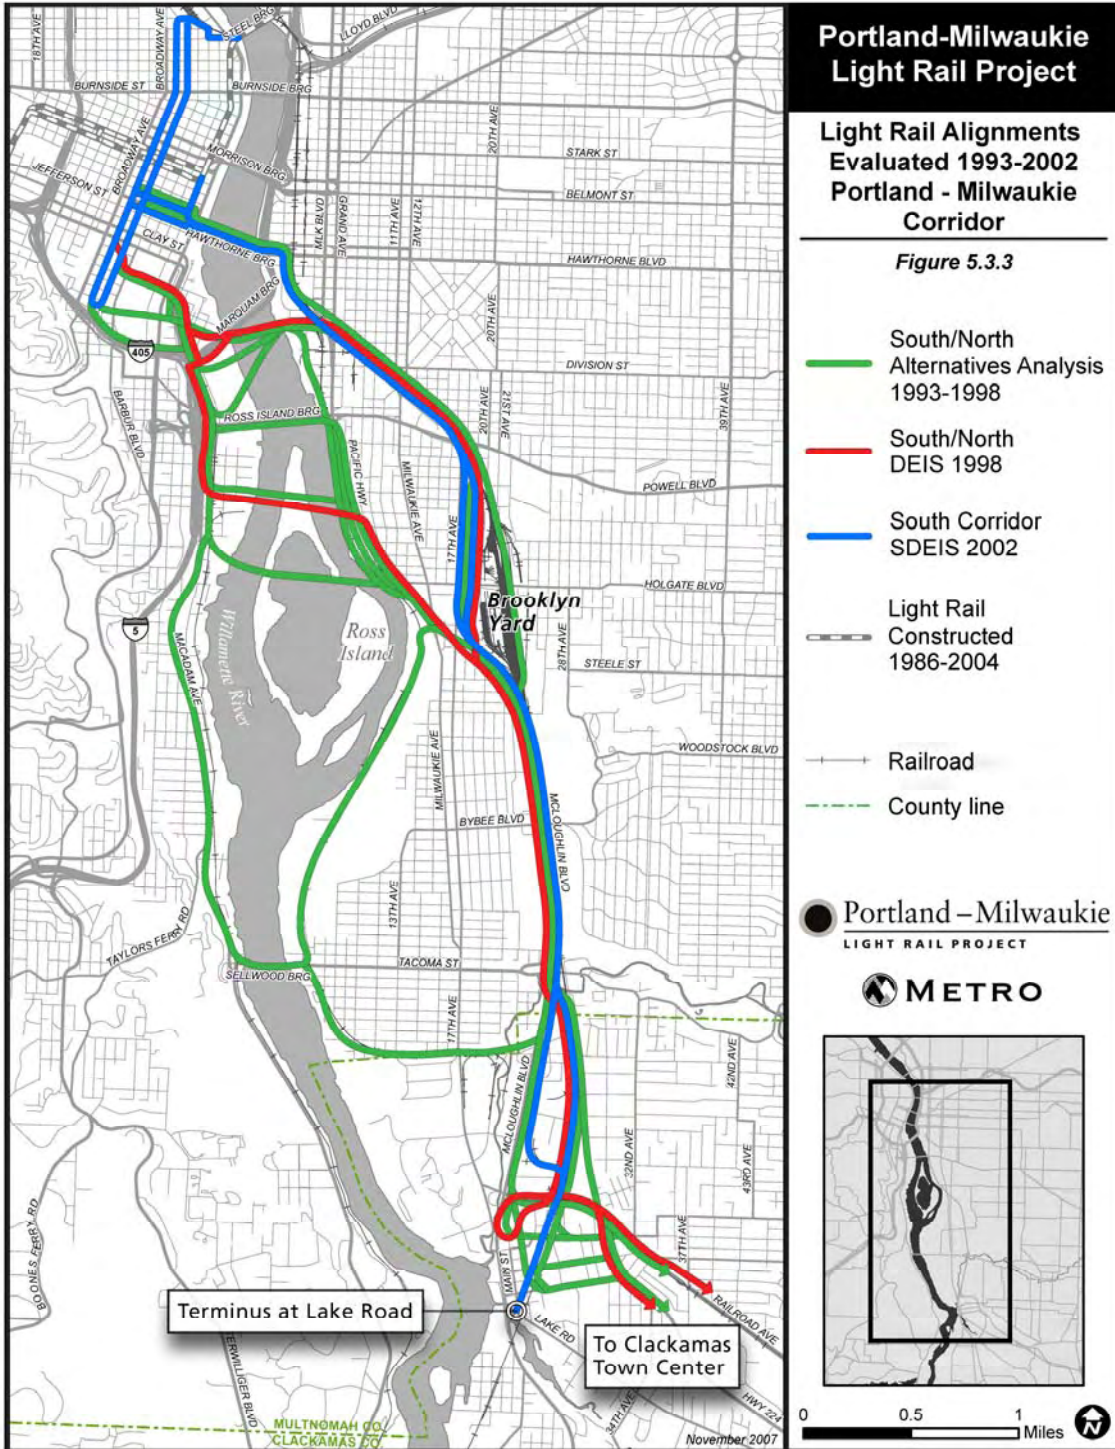 Portland-Milwaukie
Light Rail Project
Light Rail Alignments
Evaluated 1993-2002
Portland - Milwaukie
Corridor
Figure 5.3.3
South/North
Alternatives Analysis
1993-1998
South/North
DEIS 1998
South Corridor
SDEIS 2002
Light Rail
Constructed
1986-2004
Railroad
County line
Portland – Milwaukie
LIGHT RAIL PROJECT
METRO
0 0.5 1 Miles
N
18TH AVE
BROADWAY AVE
STEEL BRG
LLOYD BLVD
BURNSIDE ST
BURNSIDE BRG
20TH AVE
BROADWAY AVE
MORRISON BRG
STARK ST
JEFFERSON ST
BELMONT ST
MLK BLVD
GRAND AVE
11TH AVE
12TH AVE
CLAY ST
HAWTHORNE BRG
HAWTHORNE BLVD
MARQUAM BRG
20TH AVE
405
DIVISION ST
BARBUR BLVD
ROSS ISLAND BRG
20TH AVE
21ST AVE
39TH AVE
PACIFIC HWY
MILWAUKIE AVE
POWELL BLVD
17TH AVE
HOLGATE BLVD
Brooklyn
Yard
5
Ross
Island
Willamette River
MACADAM AVE
28TH AVE
STEELE ST
WOODSTOCK BLVD
MILWAUKIE AVE
BYBEE BLVD
MCLOUGHLIN BLVD
13TH AVE
TAYLORS FERRY RD
TACOMA ST
SELLWOOD BRG
17TH AVE
MCLOUGHLIN BLVD
42ND AVE
32ND AVE
43RD AVE
37TH AVE
BOONES FERRY RD
MAIN ST
Terminus at Lake Road
LAKE RD
RAILROAD AVE
To Clackamas
Town Center
TERWILLIGER BLVD
34TH AVE
HWY 224
MULTNOMAH CO.
CLACKAMAS CO.
November 2007